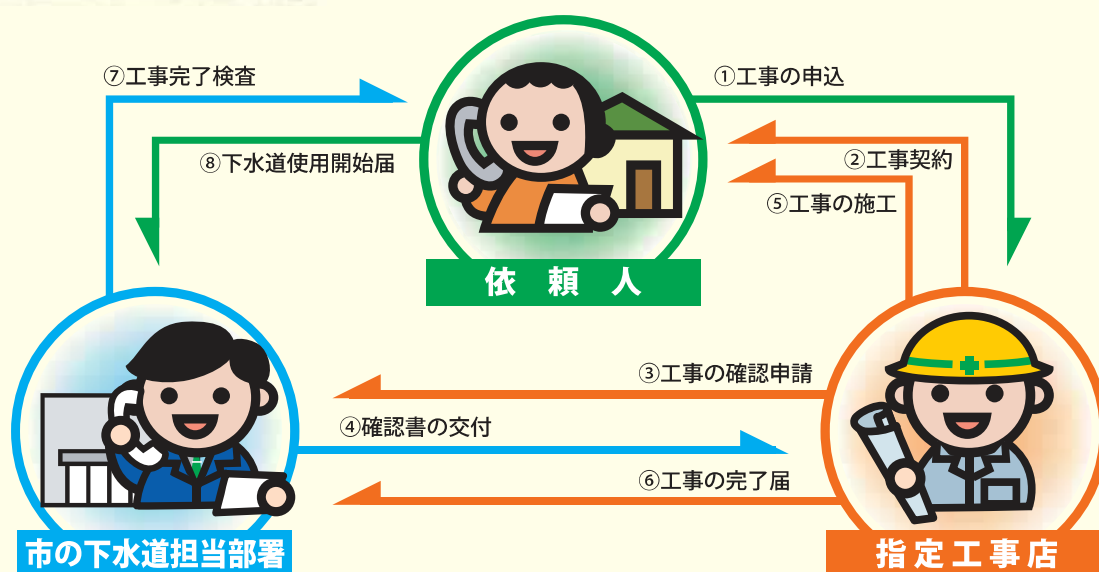 ⑦工事完了検査
①工事の申込
⑧下水道使用開始届
②工事契約
⑤工事の施工
依頼人
③工事の確認申請
④確認書の交付
⑥工事の完了届
市の下水道担当部署
指定工事店